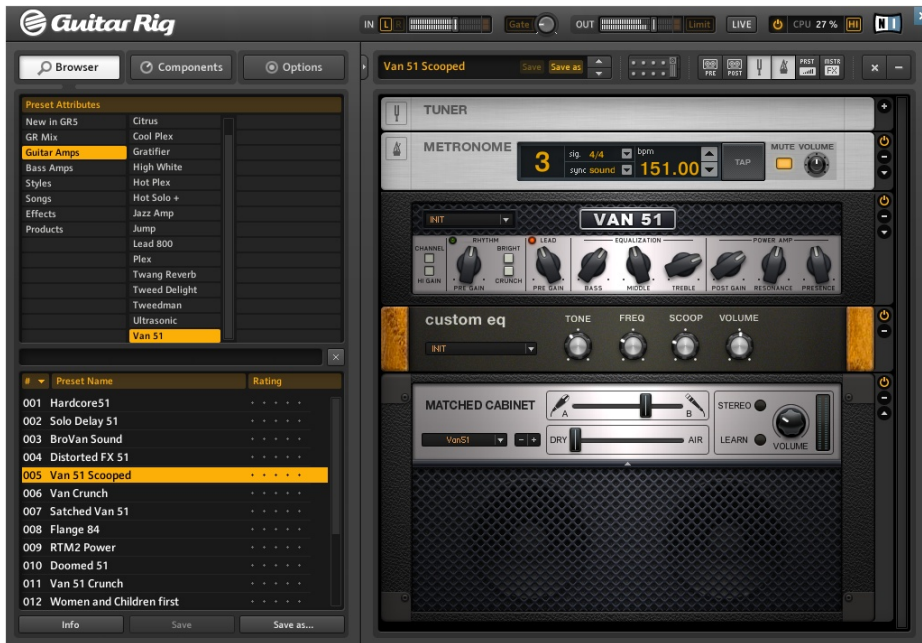 Guitar Rig
IN L R Gate OUT Limit LIVE CPU 27 % HI NI
Browser Components Options
Van 51 Scooped Save Save as PRE POST PRST MSTR FX × −
Preset Attributes
New in GR5 Citrus
GR Mix Cool Plex
Guitar Amps Gratifier
Bass Amps High White
Styles Hot Plex
Songs Hot Solo +
Effects Jazz Amp
Products Jump
Lead 800
Plex
Twang Reverb
Tweed Delight
Tweedman
Ultrasonic
Van 51
# Preset Name Rating
001 Hardcore51
002 Solo Delay 51
003 BroVan Sound
004 Distorted FX 51
005 Van 51 Scooped
006 Van Crunch
007 Satched Van 51
008 Flange 84
009 RTM2 Power
010 Doomed 51
011 Van 51 Crunch
012 Women and Children first
Info Save Save as...
TUNER
METRONOME 3 sig. 4/4 bpm MUTE VOLUME
sync sound 151.00 TAP
INIT VAN 51
RHYTHM LEAD EQUALIZATION POWER AMP
CHANNEL BRIGHT
HI GAIN PRE GAIN CRUNCH PRE GAIN BASS MIDDLE TREBLE POST GAIN RESONANCE PRESENCE
custom eq TONE FREQ SCOOP VOLUME
INIT
MATCHED CABINET A B STEREO
Van51 − + DRY AIR LEARN VOLUME